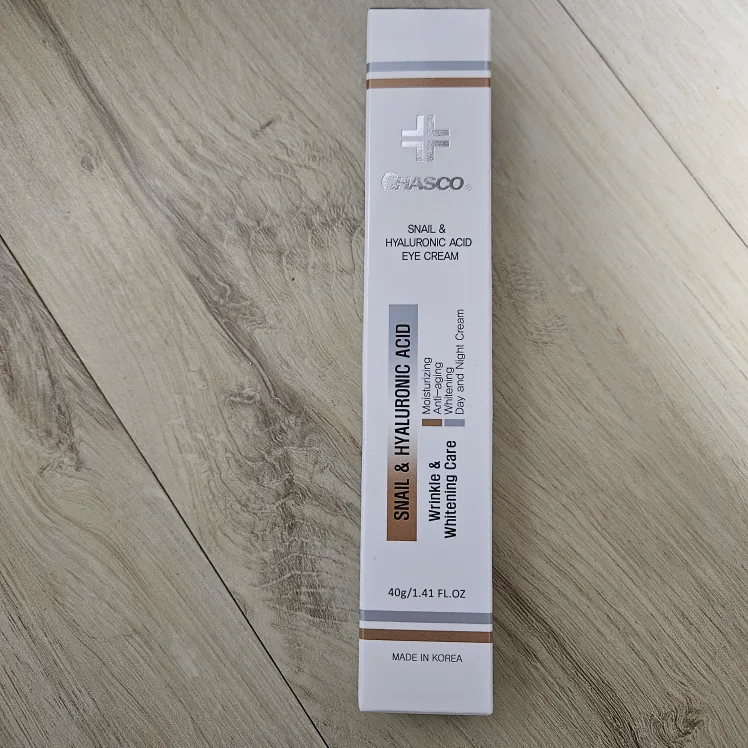 CHASCO®
SNAIL &
HYALURONIC ACID
EYE CREAM
SNAIL & HYALURONIC ACID
Wrinkle &
Whitening Care
Moisturizing
Anti-aging
Whitening
Day and Night Cream
40g/1.41 FL.OZ
MADE IN KOREA